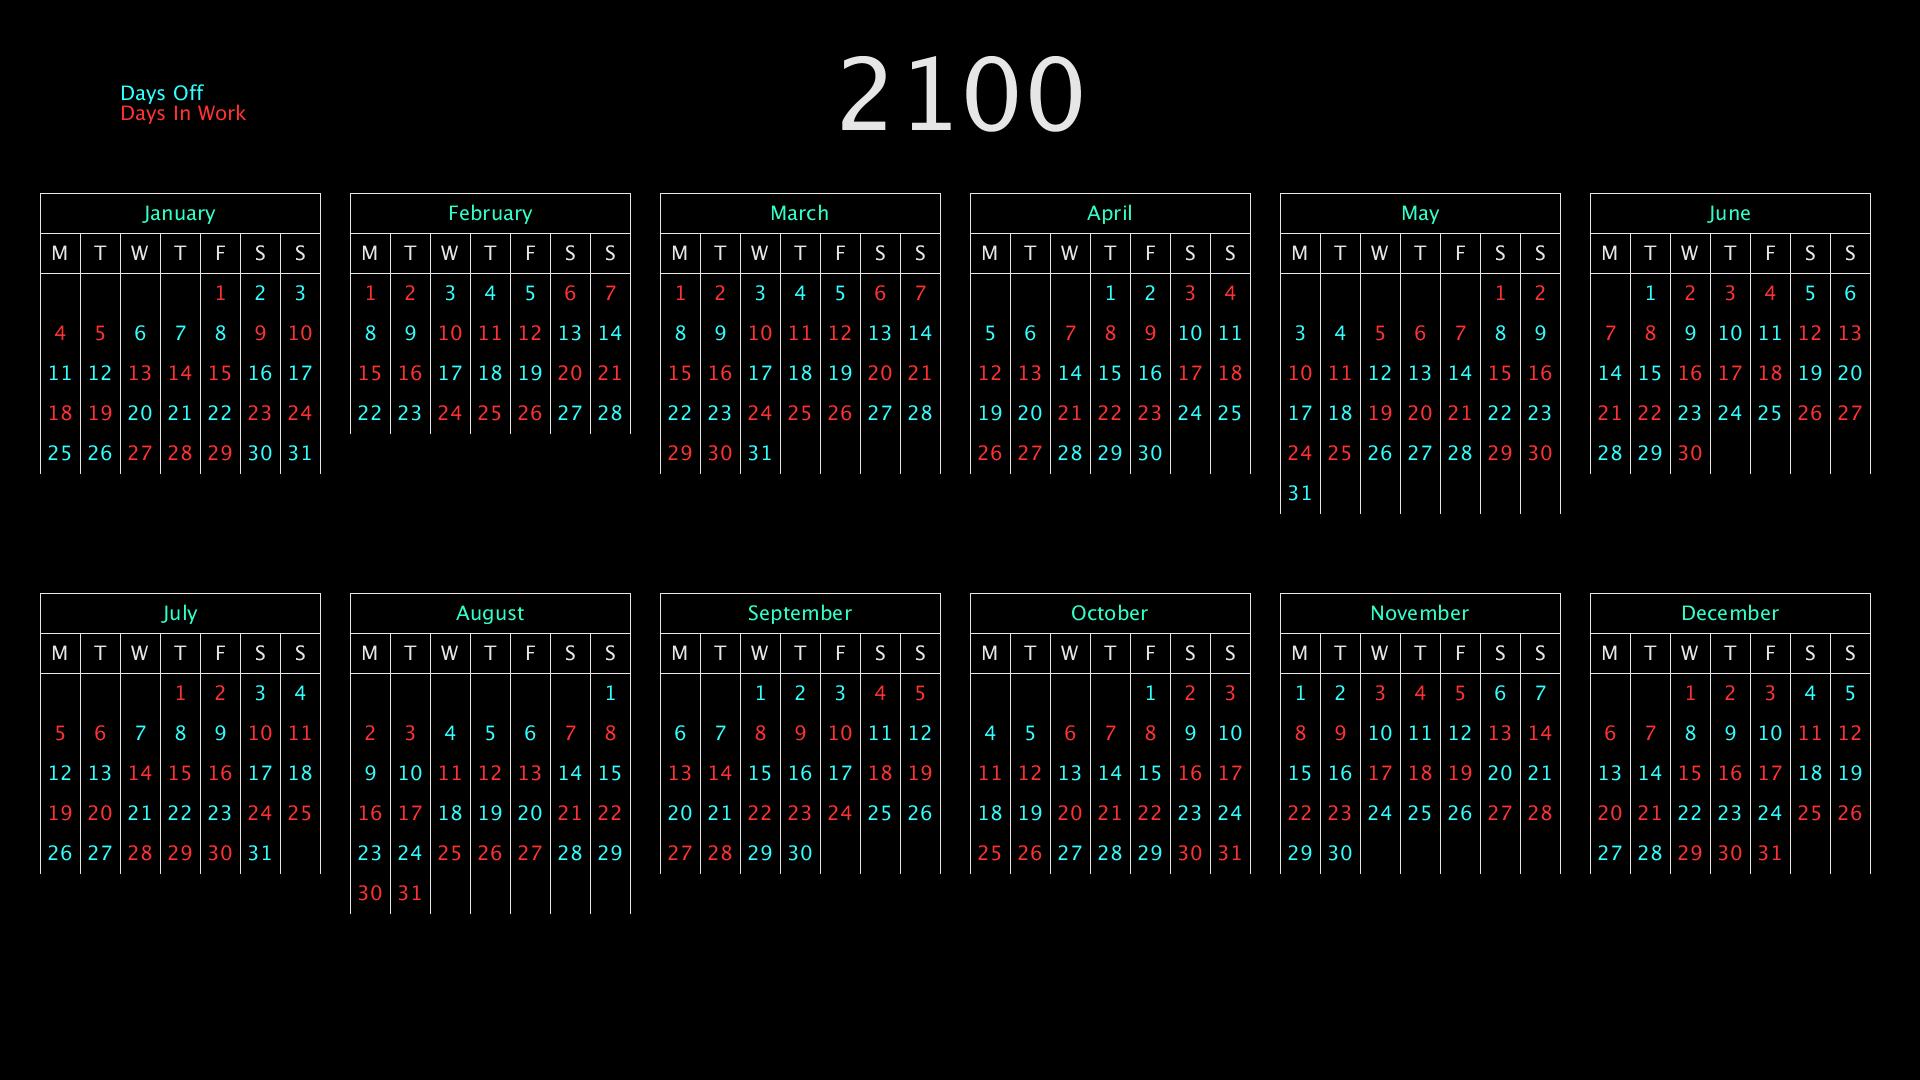 2100
Days Off
Days In Work
January February March April May June
M T W T F S S M T W T F S S M T W T F S S M T W T F S S M T W T F S S M T W T F S S
1 2 3 1 2 3 4 5 6 7 1 2 3 4 5 6 7 1 2 3 4 1 2 1 2 3 4 5 6
4 5 6 7 8 9 10 8 9 10 11 12 13 14 8 9 10 11 12 13 14 5 6 7 8 9 10 11 3 4 5 6 7 8 9 7 8 9 10 11 12 13
11 12 13 14 15 16 17 15 16 17 18 19 20 21 15 16 17 18 19 20 21 12 13 14 15 16 17 18 10 11 12 13 14 15 16 14 15 16 17 18 19 20
18 19 20 21 22 23 24 22 23 24 25 26 27 28 22 23 24 25 26 27 28 19 20 21 22 23 24 25 17 18 19 20 21 22 23 21 22 23 24 25 26 27
25 26 27 28 29 30 31 29 30 31 26 27 28 29 30 24 25 26 27 28 29 30 28 29 30
31
July August September October November December
M T W T F S S M T W T F S S M T W T F S S M T W T F S S M T W T F S S M T W T F S S
1 2 3 4 1 1 2 3 4 5 1 2 3 1 2 3 4 5 6 7 1 2 3 4 5
5 6 7 8 9 10 11 2 3 4 5 6 7 8 6 7 8 9 10 11 12 4 5 6 7 8 9 10 8 9 10 11 12 13 14 6 7 8 9 10 11 12
12 13 14 15 16 17 18 9 10 11 12 13 14 15 13 14 15 16 17 18 19 11 12 13 14 15 16 17 15 16 17 18 19 20 21 13 14 15 16 17 18 19
19 20 21 22 23 24 25 16 17 18 19 20 21 22 20 21 22 23 24 25 26 18 19 20 21 22 23 24 22 23 24 25 26 27 28 20 21 22 23 24 25 26
26 27 28 29 30 31 23 24 25 26 27 28 29 27 28 29 30 25 26 27 28 29 30 31 29 30 27 28 29 30 31
30 31